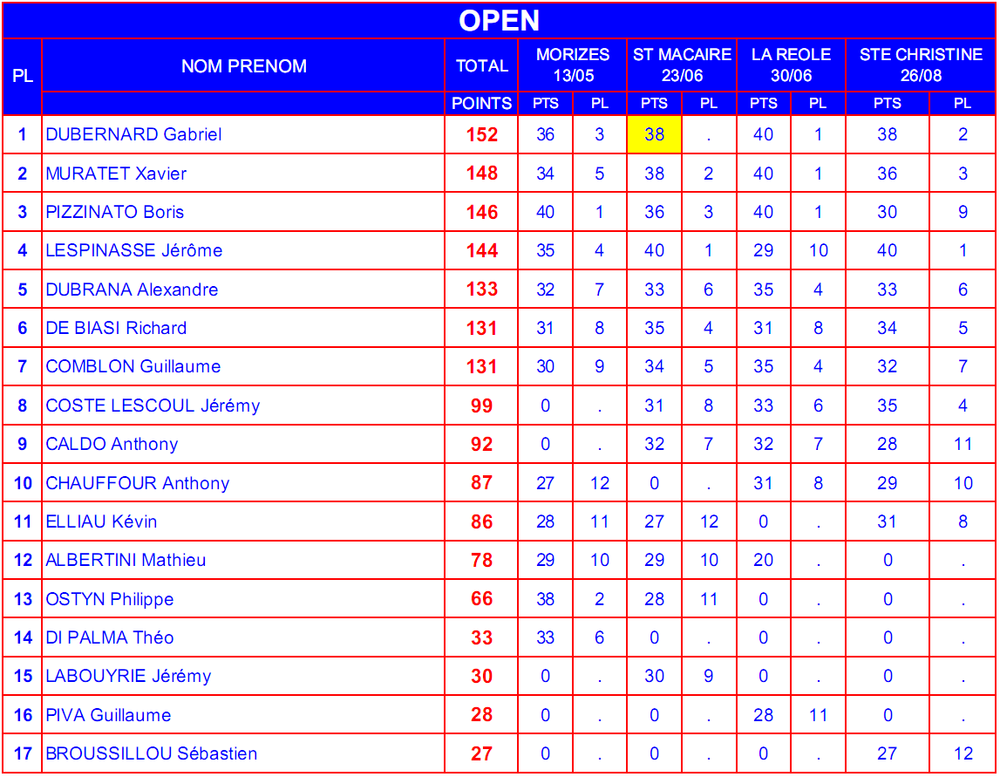 OPEN
PL NOM PRENOM TOTAL MORIZES 13/05 ST MACAIRE 23/06 LA REOLE 30/06 STE CHRISTINE 26/08
POINTS PTS PL PTS PL PTS PL PTS PL
1 DUBERNARD Gabriel 152 36 3 38 . 40 1 38 2
2 MURATET Xavier 148 34 5 38 2 40 1 36 3
3 PIZZINATO Boris 146 40 1 36 3 40 1 30 9
4 LESPINASSE Jérôme 144 35 4 40 1 29 10 40 1
5 DUBRANA Alexandre 133 32 7 33 6 35 4 33 6
6 DE BIASI Richard 131 31 8 35 4 31 8 34 5
7 COMBLON Guillaume 131 30 9 34 5 35 4 32 7
8 COSTE LESCOUL Jérémy 99 0 . 31 8 33 6 35 4
9 CALDO Anthony 92 0 . 32 7 32 7 28 11
10 CHAUFFOUR Anthony 87 27 12 0 . 31 8 29 10
11 ELLIAU Kévin 86 28 11 27 12 0 . 31 8
12 ALBERTINI Mathieu 78 29 10 29 10 20 . 0 .
13 OSTYN Philippe 66 38 2 28 11 0 . 0 .
14 DI PALMA Théo 33 33 6 0 . 0 . 0 .
15 LABOUYRIE Jérémy 30 0 . 30 9 0 . 0 .
16 PIVA Guillaume 28 0 . 0 . 28 11 0 .
17 BROUSSILLOU Sébastien 27 0 . 0 . 0 . 27 12